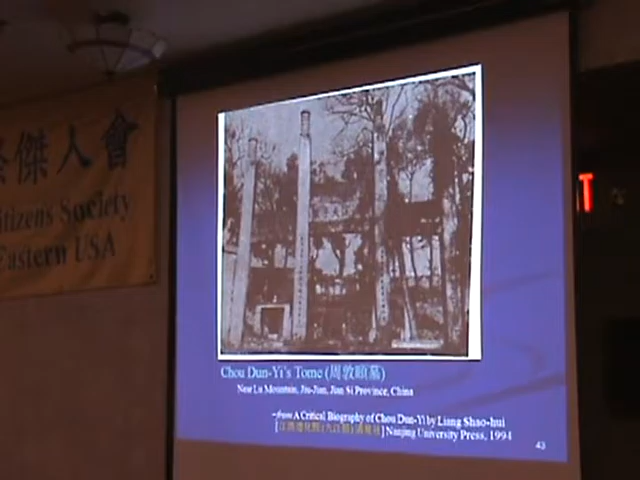 傑人會
itizens Society
Eastern USA
T
Chou Dun-Yi's Tome (周敦頤墓)
Near Lu Mountain, Jiu-Jian, Jian Si Province, China
-from A Critical Biography of Chou Dun-Yi by Liang Shao-hui
Nanjing University Press, 1994
43